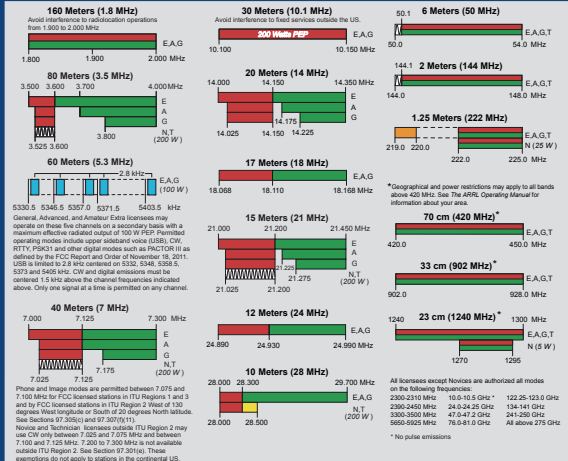 160 Meters (1.8 MHz)
Avoid interference to radiolocation operations
from 1.900 to 2.000 MHz
E,A,G
1.800 1.900 2.000 MHz
80 Meters (3.5 MHz)
3.500 3.600 3.700 4.000 MHz
E
A
G
3.800
N,T
(200 W)
3.525 3.600
60 Meters (5.3 MHz)
2.8 kHz
E,A,G
(100 W)
5330.5 5346.5 5357.0 5371.5 5403.5 kHz
General, Advanced, and Amateur Extra licensees may
operate on these five channels on a secondary basis with a
maximum effective radiated output of 100 W PEP. Permitted
operating modes include upper sideband voice (USB), CW,
RTTY, PSK31 and other digital modes such as PACTOR III as
defined by the FCC Report and Order of November 18, 2011.
USB is limited to 2.8 kHz centered on 5332, 5348, 5358.5,
5373 and 5405 kHz. CW and digital emissions must be
centered 1.5 kHz above the channel frequencies indicated
above. Only one signal at a time is permitted on any channel.
40 Meters (7 MHz)
7.000 7.125 7.300 MHz
E
A
G
7.175
N,T
(200 W)
7.025 7.125
Phone and Image modes are permitted between 7.075 and
7.100 MHz for FCC licensed stations in ITU Regions 1 and 3
and by FCC licensed stations in ITU Region 2 West of 130
degrees West longitude or South of 20 degrees North latitude.
See Sections 97.305(c) and 97.307(f)(11).
Novice and Technician licensees outside ITU Region 2 may
use CW only between 7.025 and 7.075 MHz and between
7.100 and 7.125 MHz. 7.200 to 7.300 MHz is not available
outside ITU Region 2. See Section 97.301(e). These
exemptions do not apply to stations in the continental US.
30 Meters (10.1 MHz)
Avoid interference to fixed services outside the US.
200 Watts PEP
E,A,G
10.100 10.150 MHz
20 Meters (14 MHz)
14.000 14.150 14.350 MHz
E
A
G
14.175
14.025 14.150 14.225
17 Meters (18 MHz)
E,A,G
18.068 18.110 18.168 MHz
15 Meters (21 MHz)
21.000 21.200 21.450 MHz
E
A
G
21.225
21.275
N,T
(200 W)
21.025 21.200
12 Meters (24 MHz)
E,A,G
24.890 24.930 24.990 MHz
10 Meters (28 MHz)
28.000 28.300 29.700 MHz
E,A,G
N,T
(200 W)
28.000 28.500
6 Meters (50 MHz)
50.1
E,A,G,T
50.0 54.0 MHz
2 Meters (144 MHz)
144.1
E,A,G,T
144.0 148.0 MHz
1.25 Meters (222 MHz)
E,A,G,T
N (25 W)
219.0 220.0
222.0 225.0 MHz
*Geographical and power restrictions may apply to all bands
above 420 MHz. See The ARRL Operating Manual for
information about your area.
70 cm (420 MHz)*
E,A,G,T
420.0 450.0 MHz
33 cm (902 MHz)*
E,A,G,T
902.0 928.0 MHz
23 cm (1240 MHz)*
1240 1300 MHz
E,A,G,T
N (5 W)
1270 1295
All licensees except Novices are authorized all modes
on the following frequencies:
2300-2310 MHz 10.0-10.5 GHz * 122.25-123.0 GHz
2390-2450 MHz 24.0-24.25 GHz 134-141 GHz
3300-3500 MHz 47.0-47.2 GHz 241-250 GHz
5650-5925 MHz 76.0-81.0 GHz All above 275 GHz
* No pulse emissions